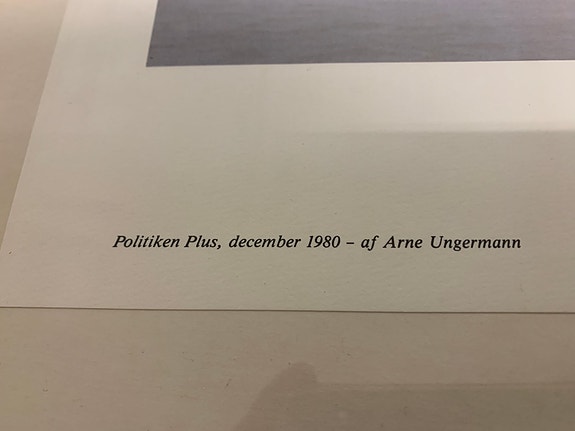 Politiken Plus, december 1980 – af Arne Ungermann